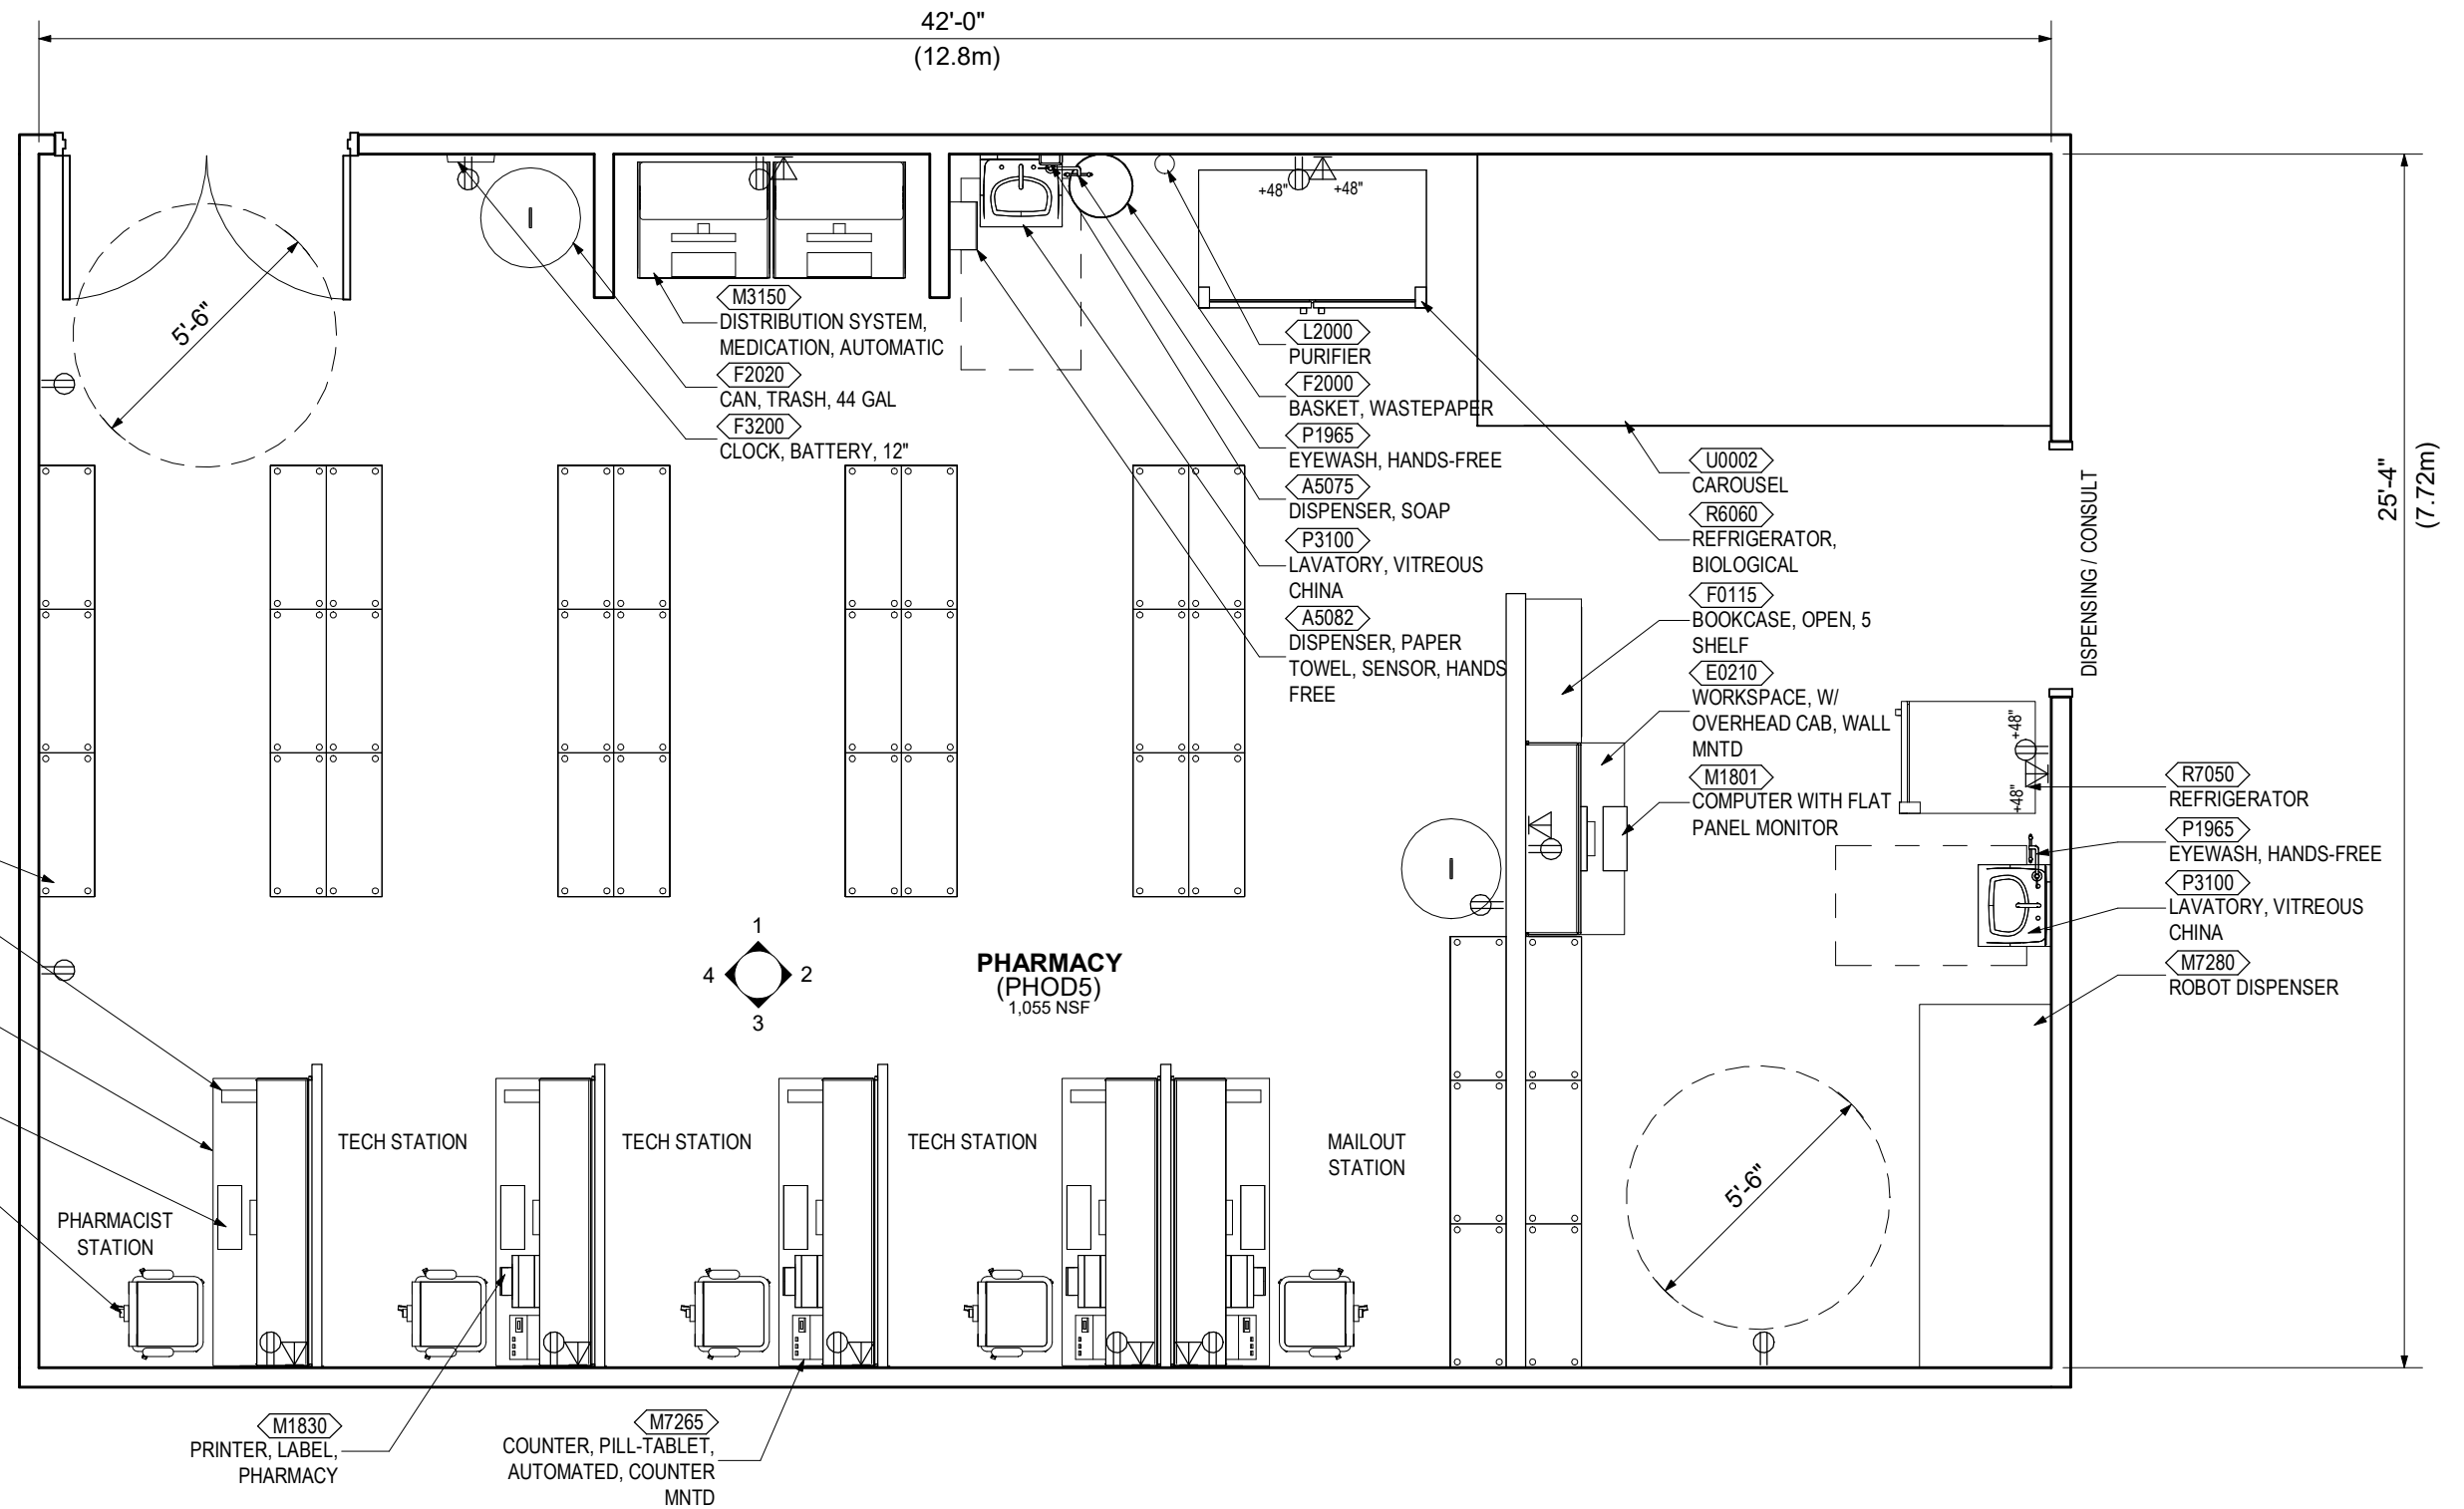 42'-0"
(12.8m)
5'-6"
M3150
DISTRIBUTION SYSTEM,
MEDICATION, AUTOMATIC
F2020
CAN, TRASH, 44 GAL
F3200
CLOCK, BATTERY, 12"
+48"
+48"
L2000
PURIFIER
F2000
BASKET, WASTEPAPER
P1965
EYEWASH, HANDS-FREE
A5075
DISPENSER, SOAP
P3100
LAVATORY, VITREOUS
CHINA
A5082
DISPENSER, PAPER
TOWEL, SENSOR, HANDS
FREE
U0002
CAROUSEL
R6060
REFRIGERATOR,
BIOLOGICAL
F0115
BOOKCASE, OPEN, 5
SHELF
E0210
WORKSPACE, W/
OVERHEAD CAB, WALL
MNTD
M1801
COMPUTER WITH FLAT
PANEL MONITOR
DISPENSING / CONSULT
25'-4"
(7.72m)
+48"
+48"
R7050
REFRIGERATOR
P1965
EYEWASH, HANDS-FREE
P3100
LAVATORY, VITREOUS
CHINA
M7280
ROBOT DISPENSER
1
4
2
3
PHARMACY
(PHOD5)
1,055 NSF
PHARMACIST
STATION
TECH STATION
TECH STATION
TECH STATION
MAILOUT
STATION
5'-6"
M1830
PRINTER, LABEL,
PHARMACY
M7265
COUNTER, PILL-TABLET,
AUTOMATED, COUNTER
MNTD